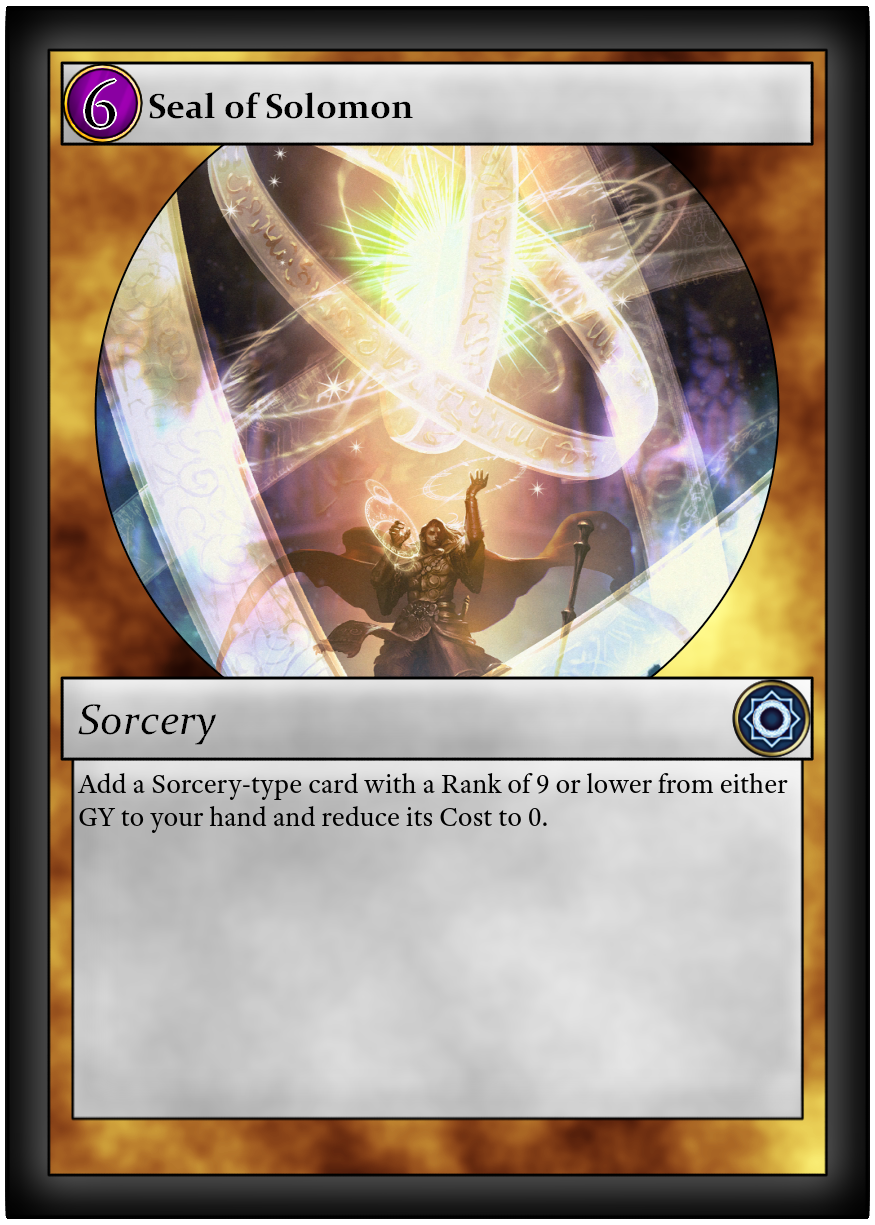 6 Seal of Solomon
Sorcery
Add a Sorcery-type card with a Rank of 9 or lower from either
GY to your hand and reduce its Cost to 0.